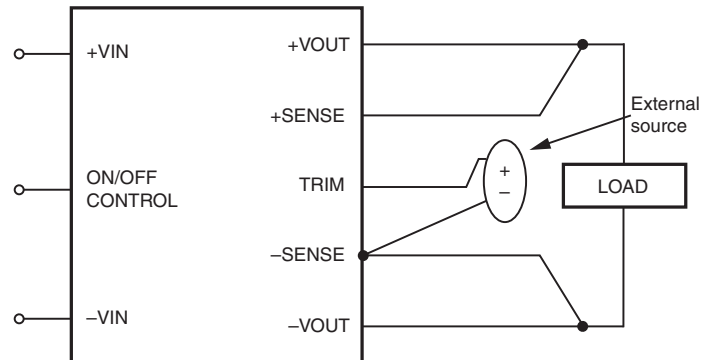 +VIN
ON/OFF
CONTROL
–VIN
+VOUT
+SENSE
TRIM
–SENSE
–VOUT
+
–
External
source
LOAD